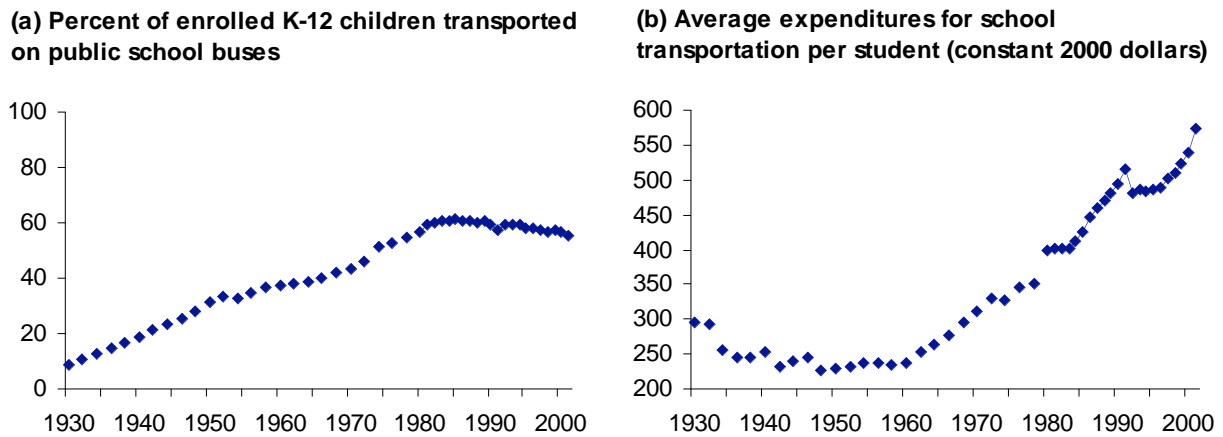 (a) Percent of enrolled K-12 children transported
on public school buses
100
80
60
40
20
0
1930 1940 1950 1960 1970 1980 1990 2000
(b) Average expenditures for school
transportation per student (constant 2000 dollars)
600
550
500
450
400
350
300
250
200
1930 1940 1950 1960 1970 1980 1990 2000